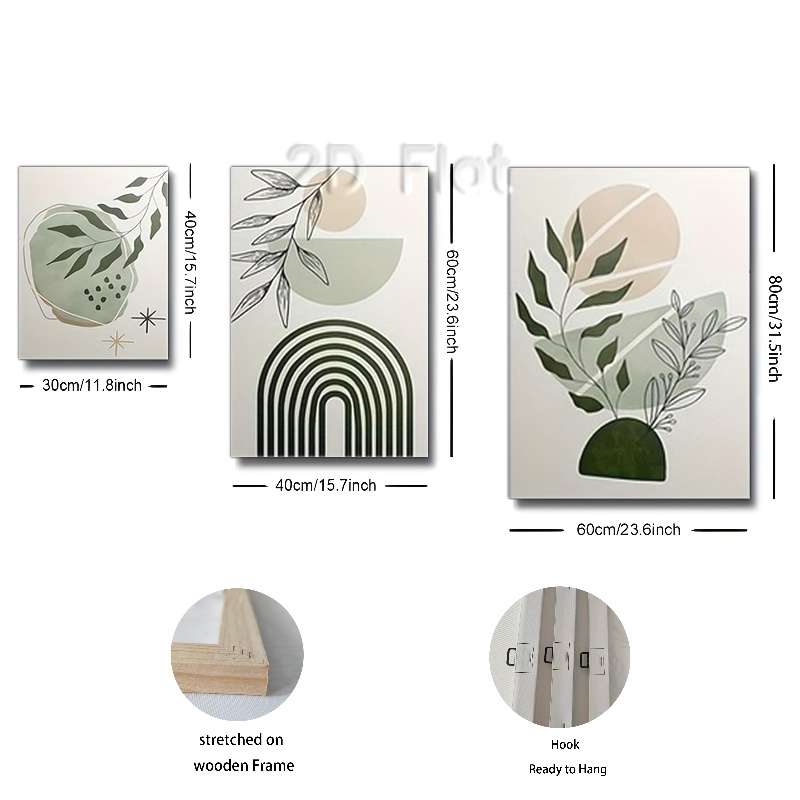 2D Flat
40cm/15.7inch
30cm/11.8inch
60cm/23.6inch
40cm/15.7inch
80cm/31.5inch
60cm/23.6inch
stretched on
wooden Frame
Hook
Ready to Hang